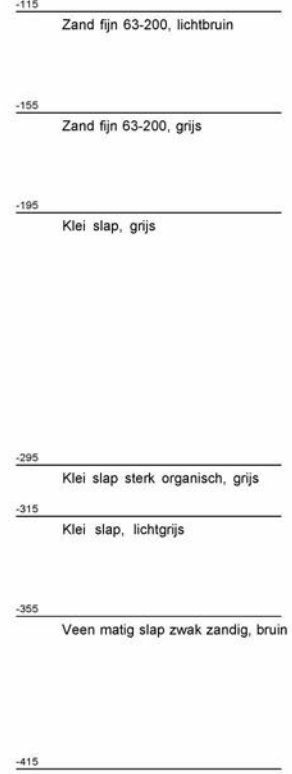 -115
Zand fijn 63-200, lichtbruin
-155
Zand fijn 63-200, grijs
-195
Klei slap, grijs
-295
Klei slap sterk organisch, grijs
-315
Klei slap, lichtgrijs
-355
Veen matig slap zwak zandig, bruin
-415